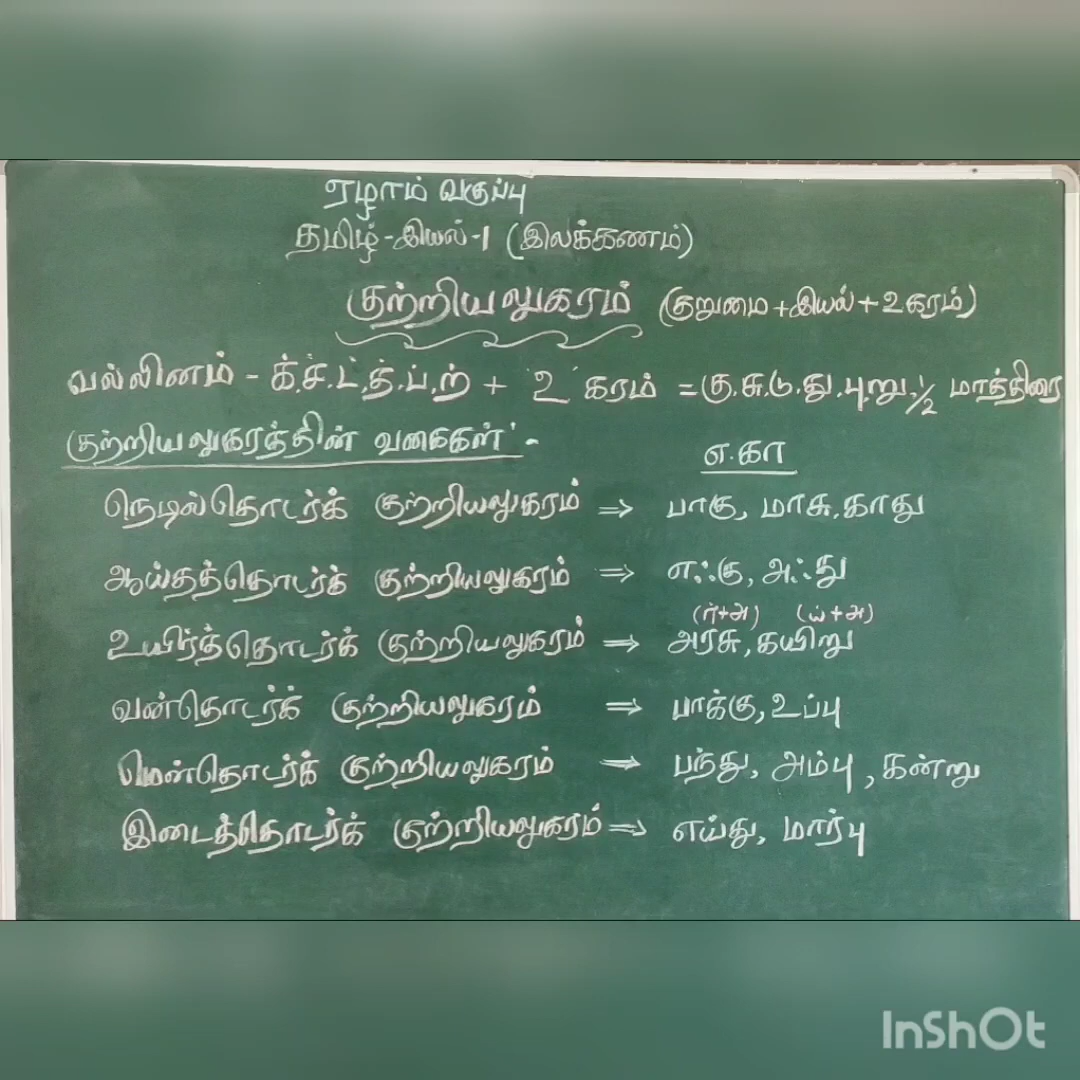 ஏழாம் வகுப்பு
தமிழ்-இயல்-1 (இலக்கணம்)
குற்றியலுகரம் (குறுமை+இயல்+உகரம்)
வல்லினம் - க்.ச்.ட்.த்.ப்.ற் + 'உ' கரம் = கு.சு.டு.து.பு.று. 1/2 மாத்திரை
குற்றியலுகரத்தின் வகைகள் -
எ.கா
நெடில்தொடர்க் குற்றியலுகரம் ⇒ பாகு, மாசு, காது
ஆய்தத்தொடர்க் குற்றியலுகரம் ⇒ எஃகு, அஃது
(ர்+அ) (ய்+அ)
உயிர்த்தொடர்க் குற்றியலுகரம் ⇒ அரசு, கயிறு
வன்தொடர்க் குற்றியலுகரம் ⇒ பாக்கு, உப்பு
மென்தொடர்க் குற்றியலுகரம் ⇒ பந்து, அம்பு, கன்று
இடைத்தொடர்க் குற்றியலுகரம் ⇒ எய்து, மார்பு
InShOt